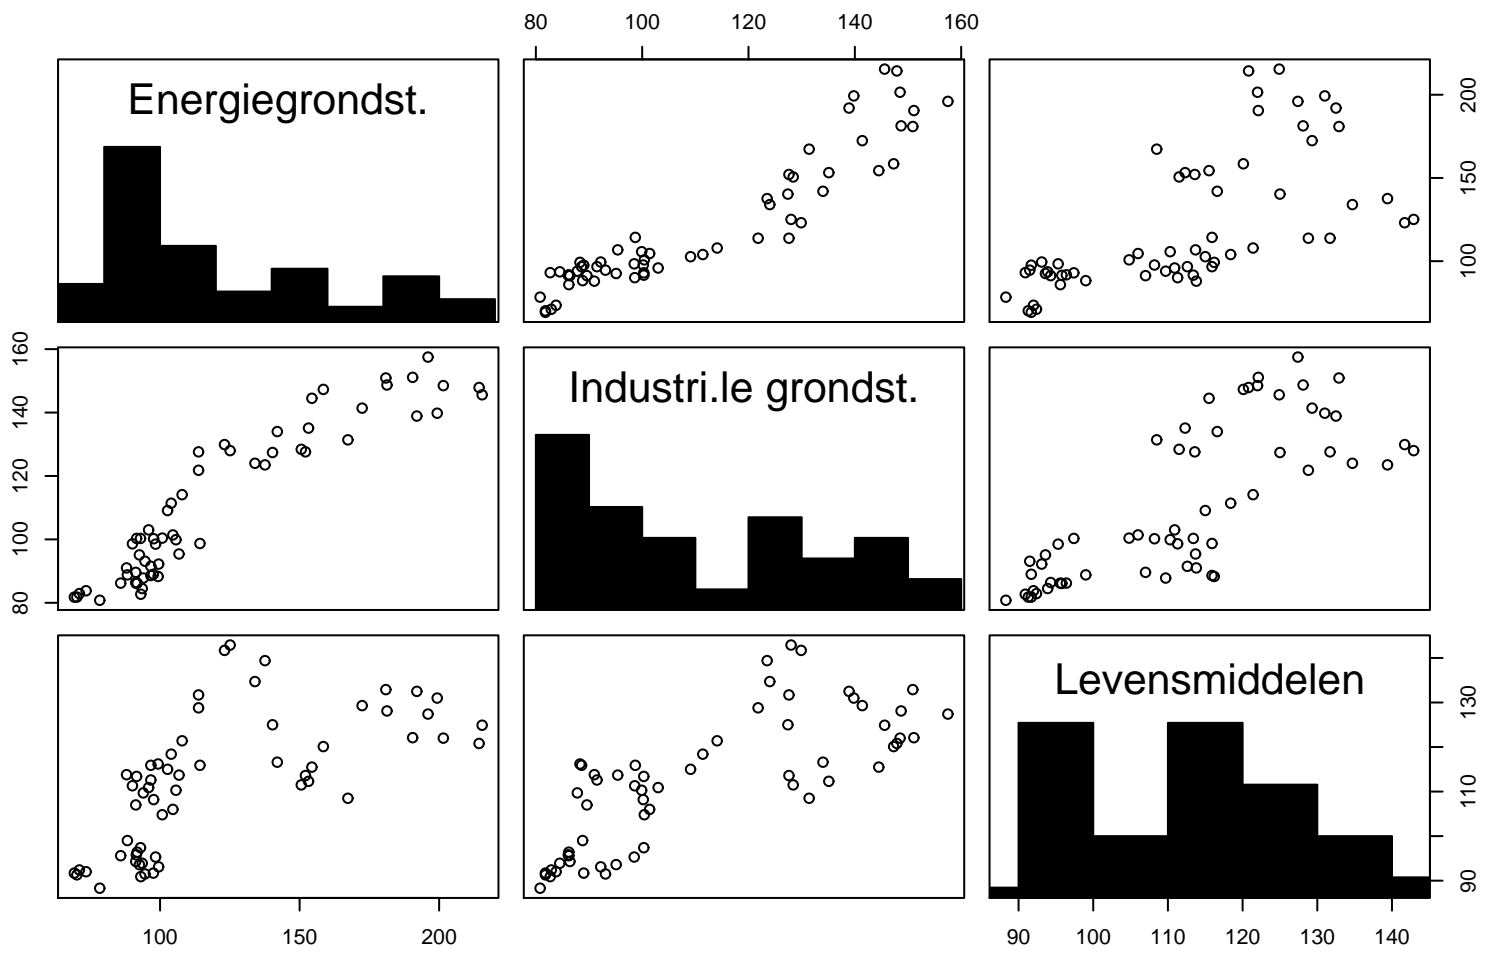 80 100 120 140 160
Energiegrondst.
100 150 200
80 100 120 140 160
Industri.le grondst.
Levensmiddelen
90 110 130
100 150 200
90 100 110 120 130 140